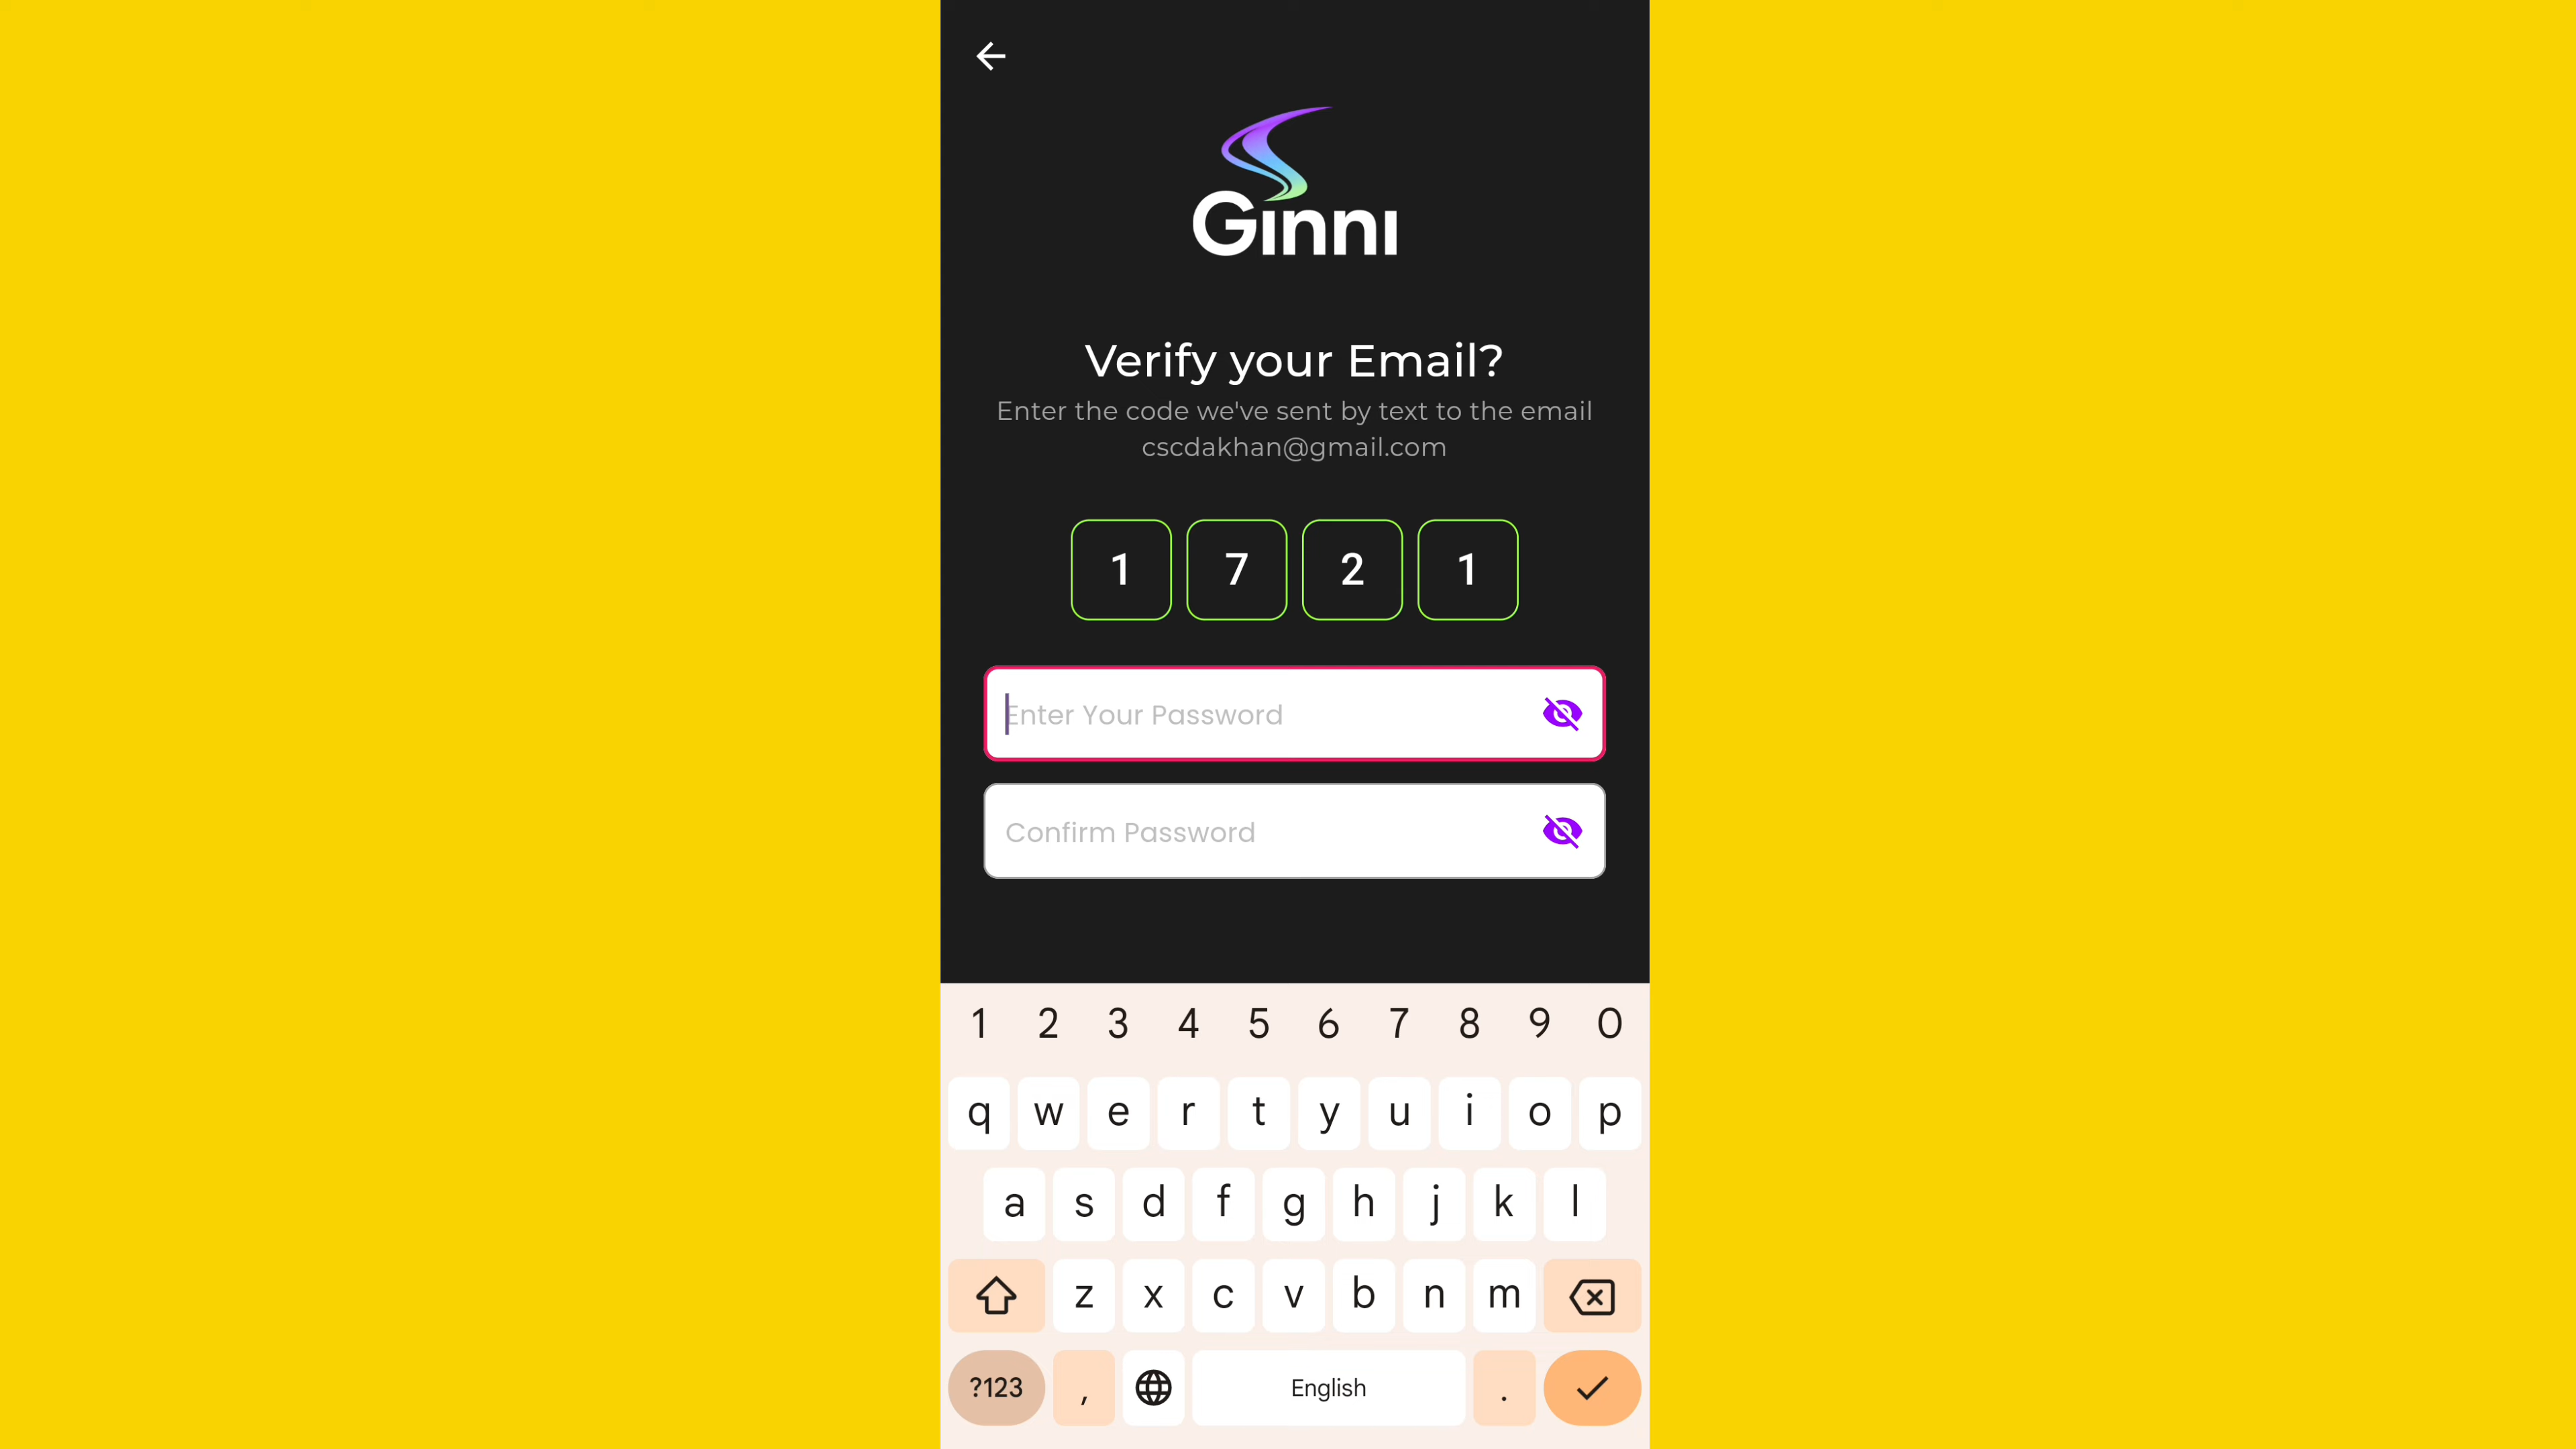 Ginni
Verify your Email?
Enter the code we've sent by text to the email
cscdakhan@gmail.com
1 7 2 1
Enter Your Password
Confirm Password
1 2 3 4 5 6 7 8 9 0
q w e r t y u i o p
a s d f g h j k l
z x c v b n m
?123 , English .